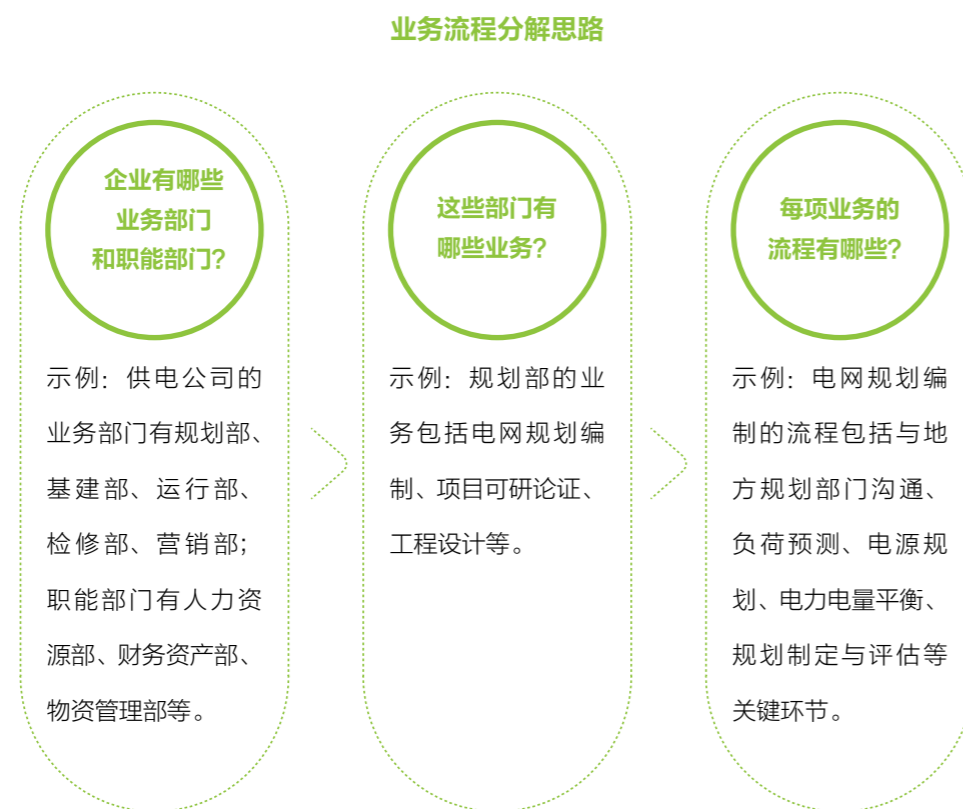 业务流程分解思路
企业有哪些
业务部门
和职能部门?
示例：供电公司的
业务部门有规划部、
基建部、运行部、
检修部、营销部；
职能部门有人力资
源部、财务资产部、
物资管理部等。
这些部门有
哪些业务?
示例：规划部的业
务包括电网规划编
制、项目可研论证、
工程设计等。
每项业务的
流程有哪些?
示例：电网规划编
制的流程包括与地
方规划部门沟通、
负荷预测、电源规
划、电力电量平衡、
规划制定与评估等
关键环节。